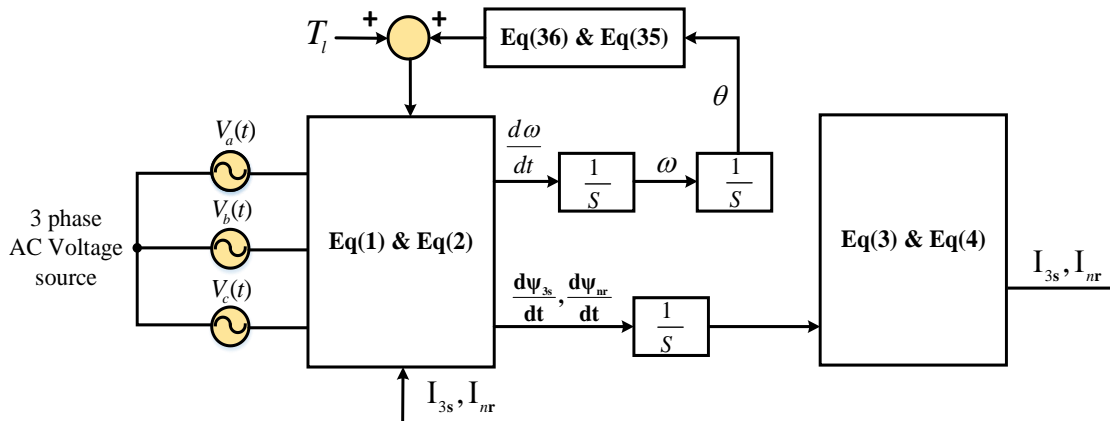 + +
T_l
Eq(36) & Eq(35)
θ
V_a(t)
V_b(t)
V_c(t)
3 phase
AC Voltage
source
Eq(1) & Eq(2)
dω/dt
1/S
ω
1/S
Eq(3) & Eq(4)
I_3s, I_nr
dψ_3s/dt, dψ_nr/dt
1/S
I_3s, I_nr